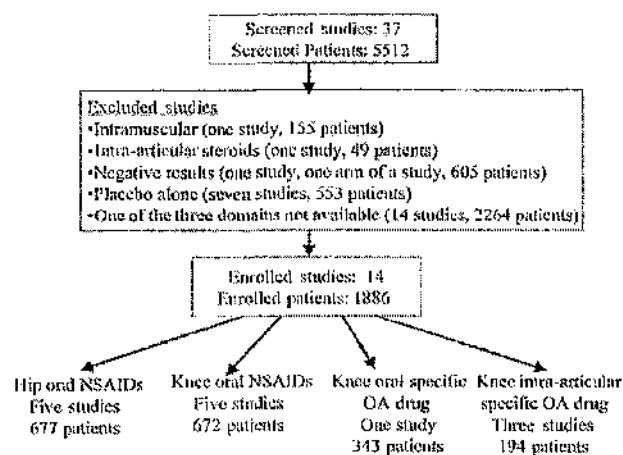 Screened studies: 37
Screened Patients: 5512
Excluded studies
•Intramuscular (one study, 155 patients)
•Intra-articular steroids (one study, 49 patients)
•Negative results (one study, one arm of a study, 605 patients)
•Placebo alone (seven studies, 553 patients)
•One of the three domains not available (14 studies, 2264 patients)
Enrolled studies: 14
Enrolled patients: 1886
Hip oral NSAIDs
Five studies
677 patients
Knee oral NSAIDs
Five studies
672 patients
Knee oral specific
OA drug
One study
343 patients
Knee intra-articular
specific OA drug
Three studies
194 patients